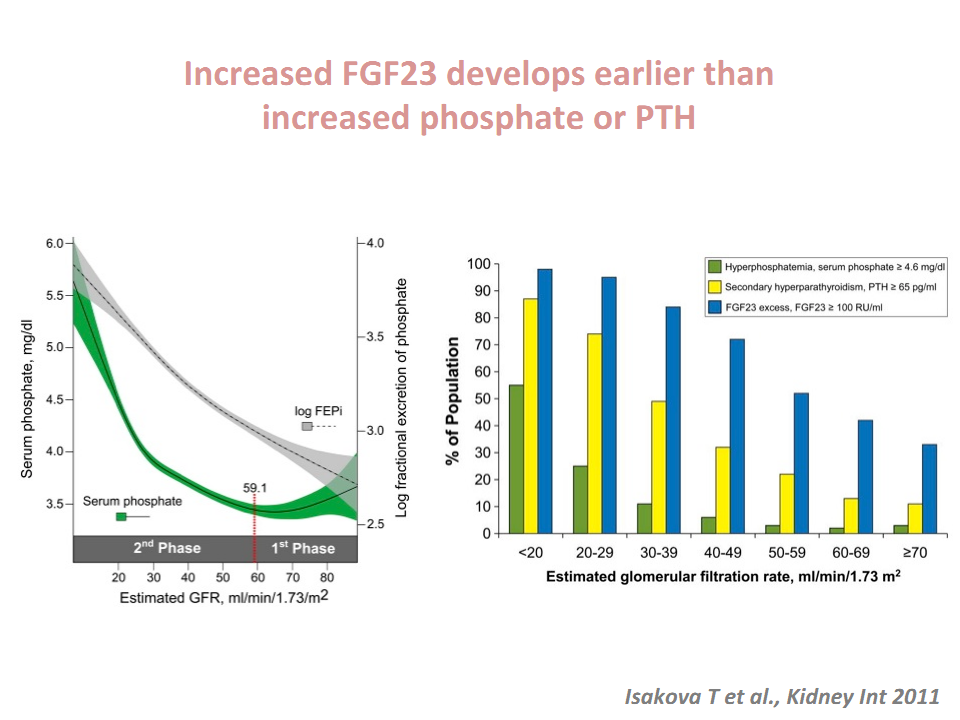 Increased FGF23 develops earlier than
increased phosphate or PTH
6.0
5.5
5.0
4.5
4.0
3.5
Serum phosphate, mg/dl
4.0
3.5
3.0
2.5
Log fractional excretion of phosphate
log FEPi
59.1
Serum phosphate
2nd Phase
1st Phase
20 30 40 50 60 70 80
Estimated GFR, ml/min/1.73/m2
100
90
80
70
60
50
40
30
20
10
0
% of Population
Hyperphosphatemia, serum phosphate ≥ 4.6 mg/dl
Secondary hyperparathyroidism, PTH ≥ 65 pg/ml
FGF23 excess, FGF23 ≥ 100 RU/ml
<20 20-29 30-39 40-49 50-59 60-69 ≥70
Estimated glomerular filtration rate, ml/min/1.73 m2
Isakova T et al., Kidney Int 2011